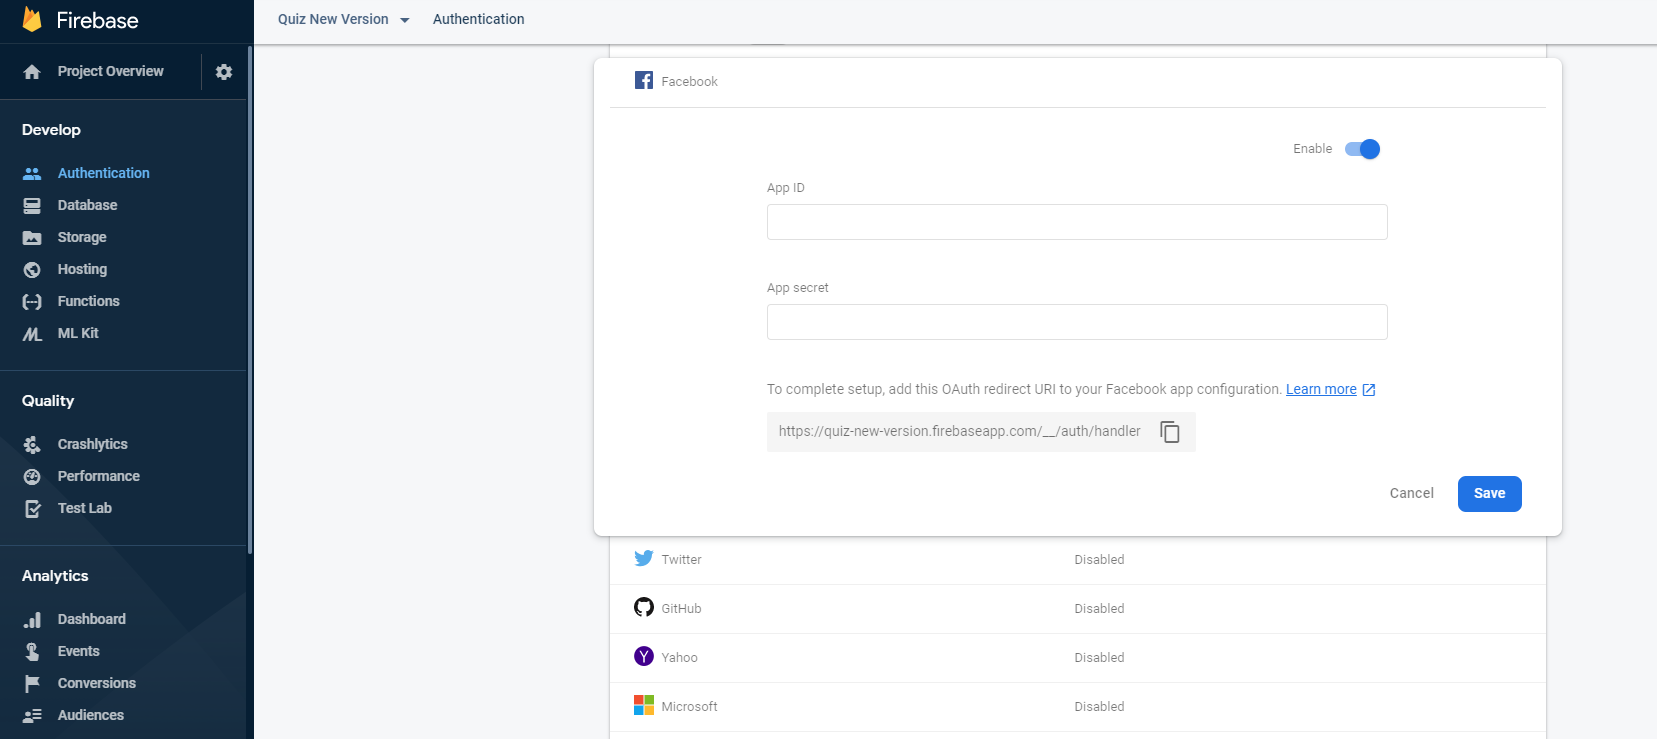 Firebase
Project Overview
Develop
Authentication
Database
Storage
Hosting
Functions
ML Kit
Quality
Crashlytics
Performance
Test Lab
Analytics
Dashboard
Events
Conversions
Audiences
Quiz New Version
Authentication
Facebook
Enable
App ID
App secret
To complete setup, add this OAuth redirect URI to your Facebook app configuration. Learn more
https://quiz-new-version.firebaseapp.com/__/auth/handler
Cancel
Save
Twitter Disabled
GitHub Disabled
Yahoo Disabled
Microsoft Disabled